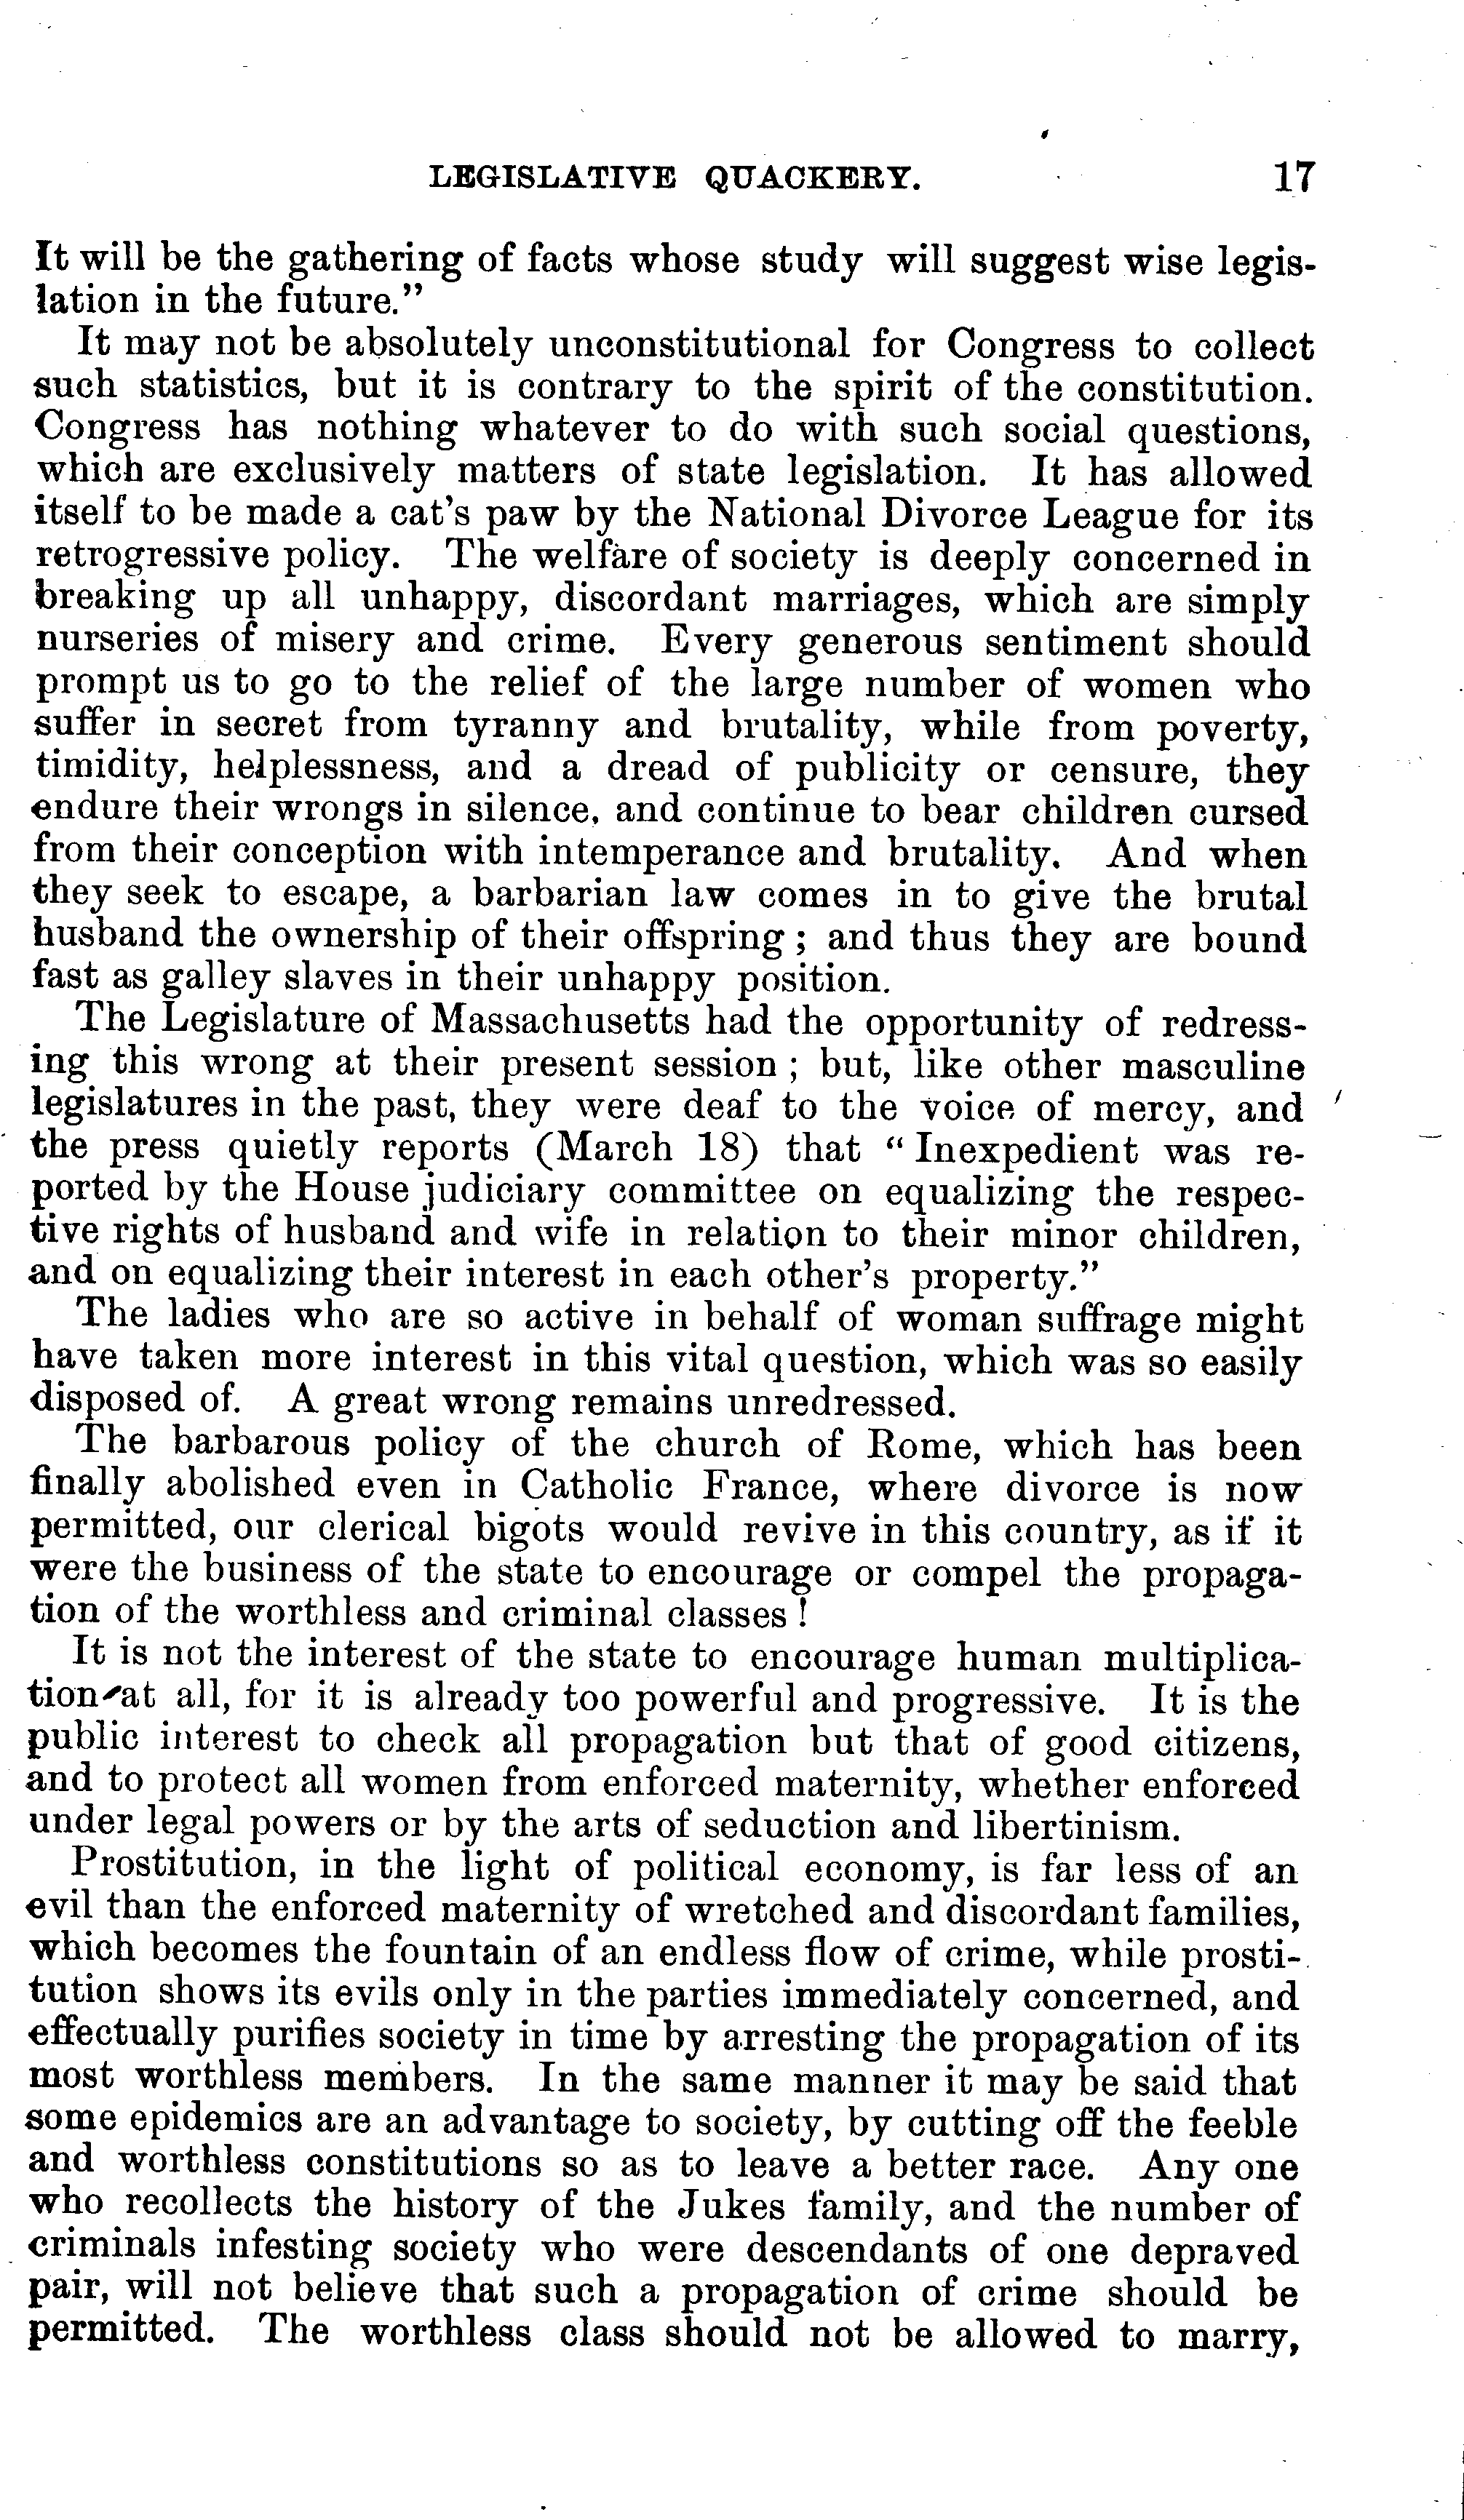 LEGISLATIVE QUACKERY. 17
It will be the gathering of facts whose study will suggest wise legis-
lation in the future."
It may not be absolutely unconstitutional for Congress to collect
such statistics, but it is contrary to the spirit of the constitution.
Congress has nothing whatever to do with such social questions,
which are exclusively matters of state legislation. It has allowed
itself to be made a cat's paw by the National Divorce League for its
retrogressive policy. The welfare of society is deeply concerned in
breaking up all unhappy, discordant marriages, which are simply
nurseries of misery and crime. Every generous sentiment should
prompt us to go to the relief of the large number of women who
suffer in secret from tyranny and brutality, while from poverty,
timidity, helplessness, and a dread of publicity or censure, they
endure their wrongs in silence, and continue to bear children cursed
from their conception with intemperance and brutality. And when
they seek to escape, a barbarian law comes in to give the brutal
husband the ownership of their offspring; and thus they are bound
fast as galley slaves in their unhappy position.
The Legislature of Massachusetts had the opportunity of redress-
ing this wrong at their present session; but, like other masculine
legislatures in the past, they were deaf to the voice of mercy, and
the press quietly reports (March 18) that "Inexpedient was re-
ported by the House judiciary committee on equalizing the respec-
tive rights of husband and wife in relation to their minor children,
and on equalizing their interest in each other's property."
The ladies who are so active in behalf of woman suffrage might
have taken more interest in this vital question, which was so easily
disposed of. A great wrong remains unredressed.
The barbarous policy of the church of Rome, which has been
finally abolished even in Catholic France, where divorce is now
permitted, our clerical bigots would revive in this country, as if it
were the business of the state to encourage or compel the propaga-
tion of the worthless and criminal classes!
It is not the interest of the state to encourage human multiplica-
tion at all, for it is already too powerful and progressive. It is the
public interest to check all propagation but that of good citizens,
and to protect all women from enforced maternity, whether enforced
under legal powers or by the arts of seduction and libertinism.
Prostitution, in the light of political economy, is far less of an
evil than the enforced maternity of wretched and discordant families,
which becomes the fountain of an endless flow of crime, while prosti-
tution shows its evils only in the parties immediately concerned, and
effectually purifies society in time by arresting the propagation of its
most worthless members. In the same manner it may be said that
some epidemics are an advantage to society, by cutting off the feeble
and worthless constitutions so as to leave a better race. Any one
who recollects the history of the Jukes family, and the number of
criminals infesting society who were descendants of one depraved
pair, will not believe that such a propagation of crime should be
permitted. The worthless class should not be allowed to marry,